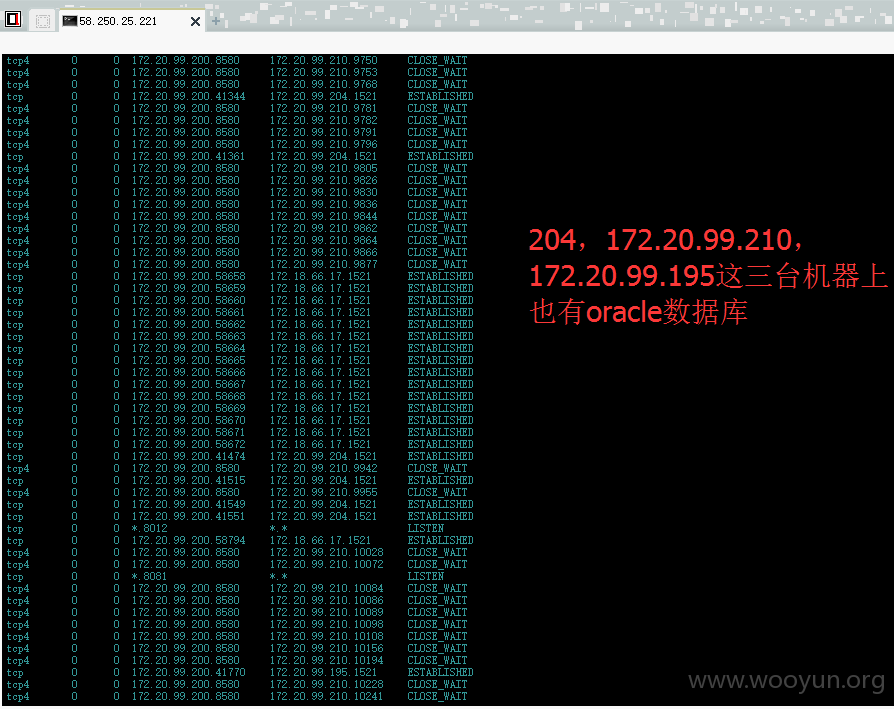 58.250.25.221
tcp4 0 0 172.20.99.200.8580 172.20.99.210.9750 CLOSE_WAIT
tcp4 0 0 172.20.99.200.8580 172.20.99.210.9753 CLOSE_WAIT
tcp4 0 0 172.20.99.200.8580 172.20.99.210.9768 CLOSE_WAIT
tcp 0 0 172.20.99.200.41344 172.20.99.204.1521 ESTABLISHED
tcp4 0 0 172.20.99.200.8580 172.20.99.210.9781 CLOSE_WAIT
tcp4 0 0 172.20.99.200.8580 172.20.99.210.9782 CLOSE_WAIT
tcp4 0 0 172.20.99.200.8580 172.20.99.210.9791 CLOSE_WAIT
tcp4 0 0 172.20.99.200.8580 172.20.99.210.9796 CLOSE_WAIT
tcp 0 0 172.20.99.200.41361 172.20.99.204.1521 ESTABLISHED
tcp4 0 0 172.20.99.200.8580 172.20.99.210.9805 CLOSE_WAIT
tcp4 0 0 172.20.99.200.8580 172.20.99.210.9826 CLOSE_WAIT
tcp4 0 0 172.20.99.200.8580 172.20.99.210.9830 CLOSE_WAIT
tcp4 0 0 172.20.99.200.8580 172.20.99.210.9836 CLOSE_WAIT
tcp4 0 0 172.20.99.200.8580 172.20.99.210.9844 CLOSE_WAIT
tcp4 0 0 172.20.99.200.8580 172.20.99.210.9862 CLOSE_WAIT
tcp4 0 0 172.20.99.200.8580 172.20.99.210.9864 CLOSE_WAIT
tcp4 0 0 172.20.99.200.8580 172.20.99.210.9866 CLOSE_WAIT
tcp4 0 0 172.20.99.200.8580 172.20.99.210.9877 CLOSE_WAIT
tcp 0 0 172.20.99.200.58658 172.18.66.17.1521 ESTABLISHED
tcp 0 0 172.20.99.200.58659 172.18.66.17.1521 ESTABLISHED
tcp 0 0 172.20.99.200.58660 172.18.66.17.1521 ESTABLISHED
tcp 0 0 172.20.99.200.58661 172.18.66.17.1521 ESTABLISHED
tcp 0 0 172.20.99.200.58662 172.18.66.17.1521 ESTABLISHED
tcp 0 0 172.20.99.200.58663 172.18.66.17.1521 ESTABLISHED
tcp 0 0 172.20.99.200.58664 172.18.66.17.1521 ESTABLISHED
tcp 0 0 172.20.99.200.58665 172.18.66.17.1521 ESTABLISHED
tcp 0 0 172.20.99.200.58666 172.18.66.17.1521 ESTABLISHED
tcp 0 0 172.20.99.200.58667 172.18.66.17.1521 ESTABLISHED
tcp 0 0 172.20.99.200.58668 172.18.66.17.1521 ESTABLISHED
tcp 0 0 172.20.99.200.58669 172.18.66.17.1521 ESTABLISHED
tcp 0 0 172.20.99.200.58670 172.18.66.17.1521 ESTABLISHED
tcp 0 0 172.20.99.200.58671 172.18.66.17.1521 ESTABLISHED
tcp 0 0 172.20.99.200.58672 172.18.66.17.1521 ESTABLISHED
tcp 0 0 172.20.99.200.41474 172.20.99.204.1521 ESTABLISHED
tcp4 0 0 172.20.99.200.8580 172.20.99.210.9942 CLOSE_WAIT
tcp 0 0 172.20.99.200.41515 172.20.99.204.1521 ESTABLISHED
tcp4 0 0 172.20.99.200.8580 172.20.99.210.9955 CLOSE_WAIT
tcp 0 0 172.20.99.200.41549 172.20.99.204.1521 ESTABLISHED
tcp 0 0 172.20.99.200.41551 172.20.99.204.1521 ESTABLISHED
tcp 0 0 *.8012 *.* LISTEN
tcp 0 0 172.20.99.200.58794 172.18.66.17.1521 ESTABLISHED
tcp4 0 0 172.20.99.200.8580 172.20.99.210.10028 CLOSE_WAIT
tcp4 0 0 172.20.99.200.8580 172.20.99.210.10072 CLOSE_WAIT
tcp 0 0 *.8081 *.* LISTEN
tcp4 0 0 172.20.99.200.8580 172.20.99.210.10084 CLOSE_WAIT
tcp4 0 0 172.20.99.200.8580 172.20.99.210.10086 CLOSE_WAIT
tcp4 0 0 172.20.99.200.8580 172.20.99.210.10089 CLOSE_WAIT
tcp4 0 0 172.20.99.200.8580 172.20.99.210.10098 CLOSE_WAIT
tcp4 0 0 172.20.99.200.8580 172.20.99.210.10108 CLOSE_WAIT
tcp4 0 0 172.20.99.200.8580 172.20.99.210.10156 CLOSE_WAIT
tcp4 0 0 172.20.99.200.8580 172.20.99.210.10194 CLOSE_WAIT
tcp 0 0 172.20.99.200.41770 172.20.99.195.1521 ESTABLISHED
tcp4 0 0 172.20.99.200.8580 172.20.99.210.10228 CLOSE_WAIT
tcp4 0 0 172.20.99.200.8580 172.20.99.210.10241 CLOSE_WAIT
204，172.20.99.210，
172.20.99.195这三台机器上
也有oracle数据库
www.wooyun.org